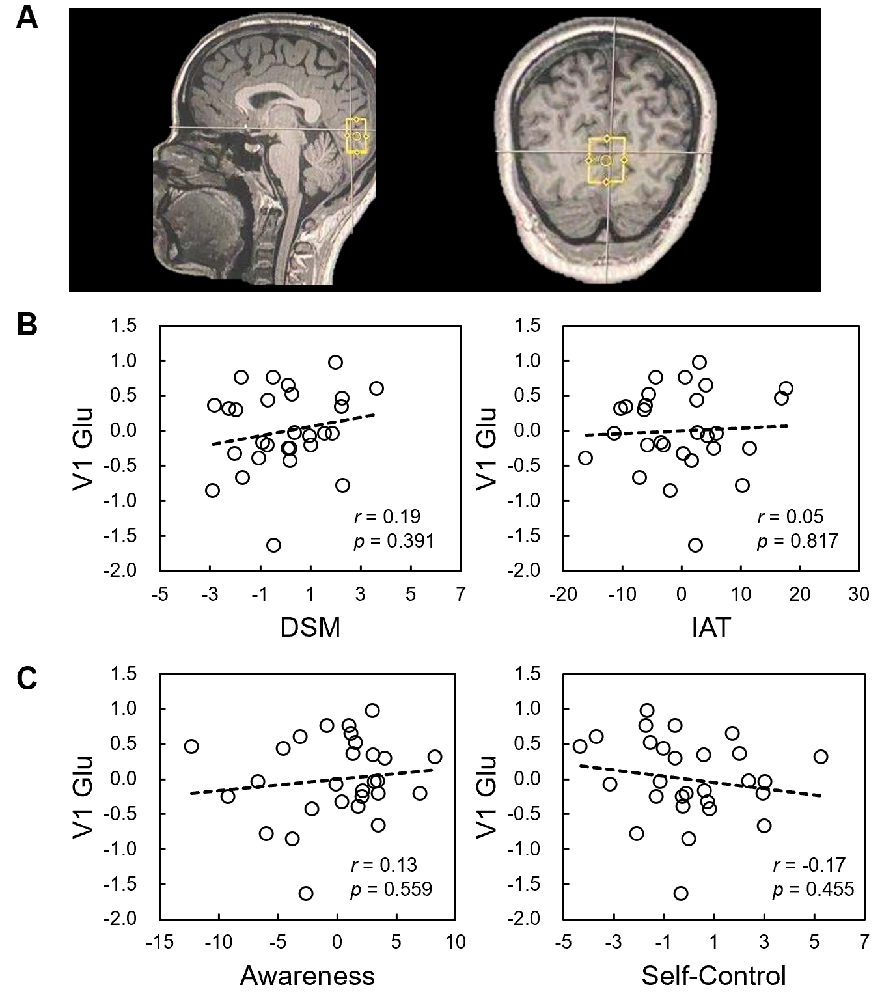 A
B
1.5
1.0
0.5
0.0
-0.5
-1.0
-1.5
-2.0
V1 Glu
r = 0.19
p = 0.391
-5 -3 -1 1 3 5 7
DSM
1.5
1.0
0.5
0.0
-0.5
-1.0
-1.5
-2.0
V1 Glu
r = 0.05
p = 0.817
-20 -10 0 10 20 30
IAT
C
1.5
1.0
0.5
0.0
-0.5
-1.0
-1.5
-2.0
V1 Glu
r = 0.13
p = 0.559
-15 -10 -5 0 5 10
Awareness
1.5
1.0
0.5
0.0
-0.5
-1.0
-1.5
-2.0
V1 Glu
r = -0.17
p = 0.455
-5 -3 -1 1 3 5 7
Self-Control